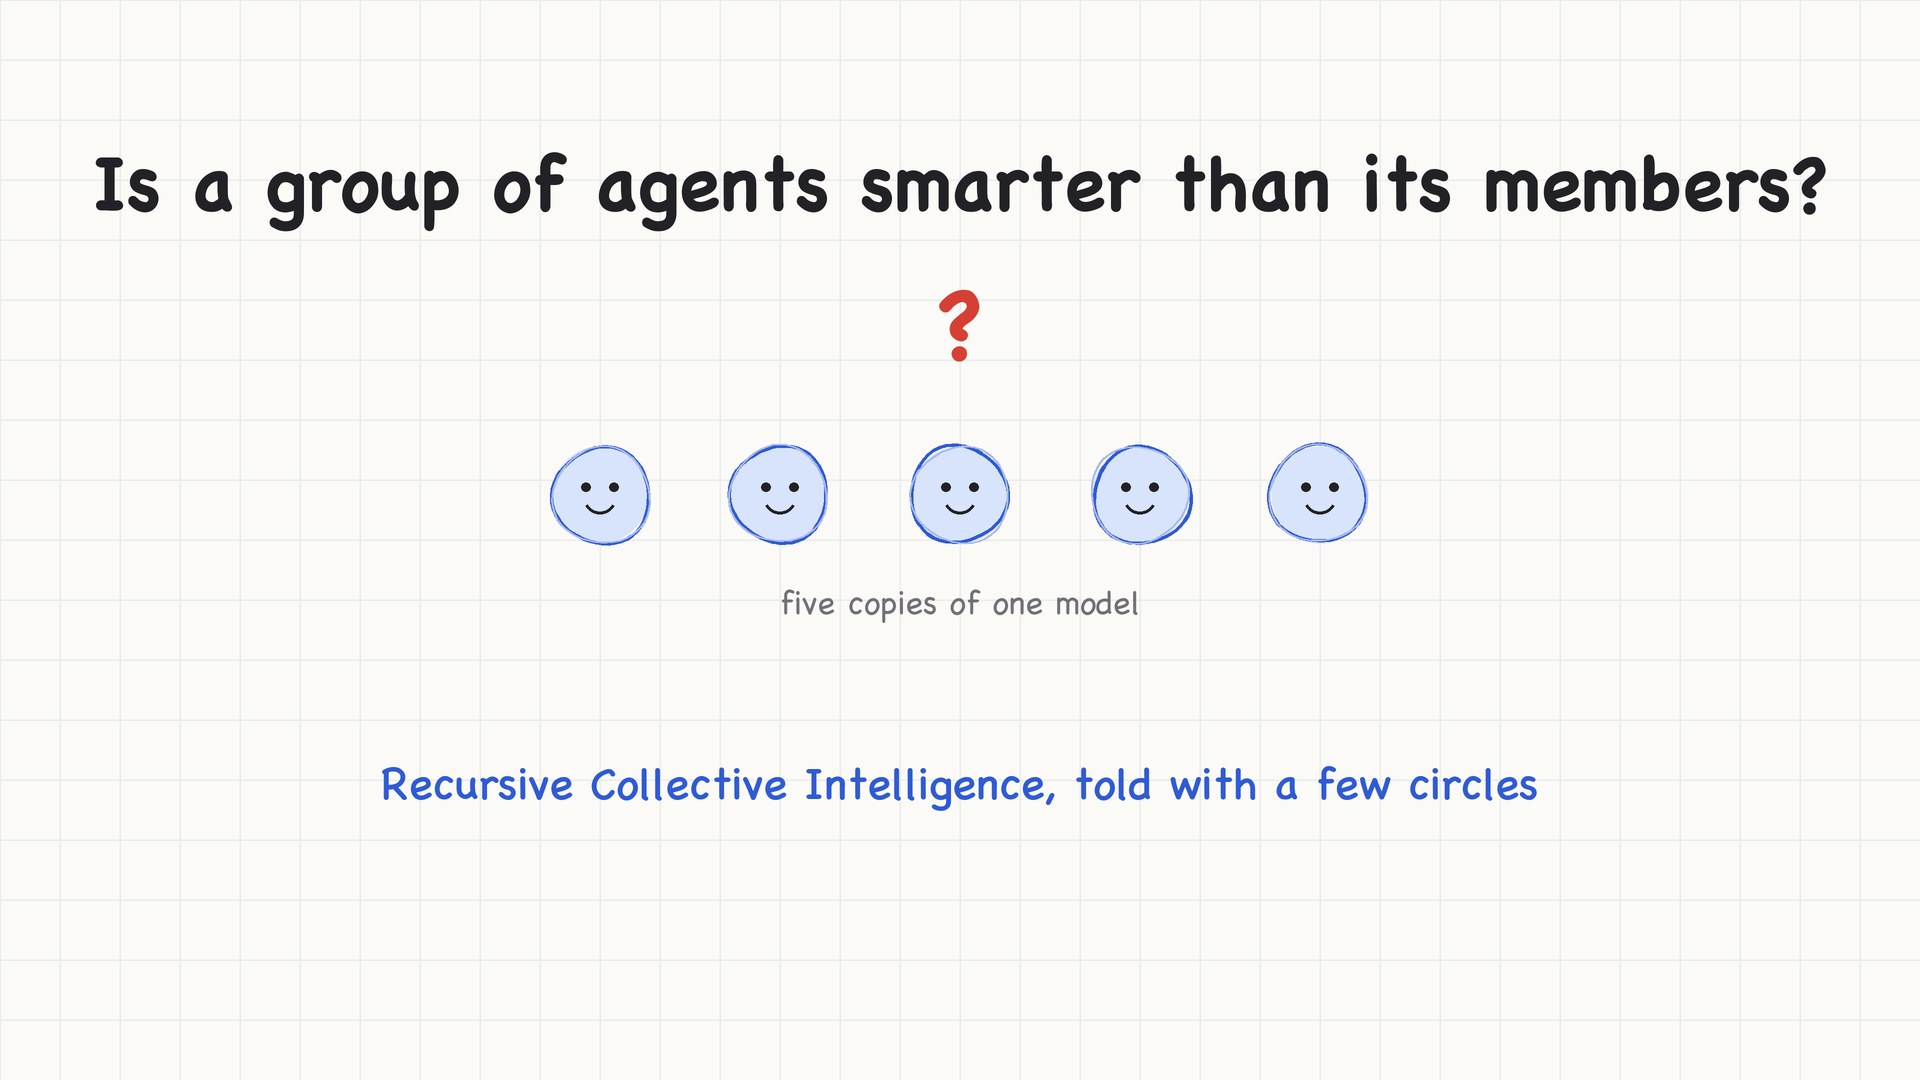 Is a group of agents smarter than its members?
?
five copies of one model
Recursive Collective Intelligence, told with a few circles